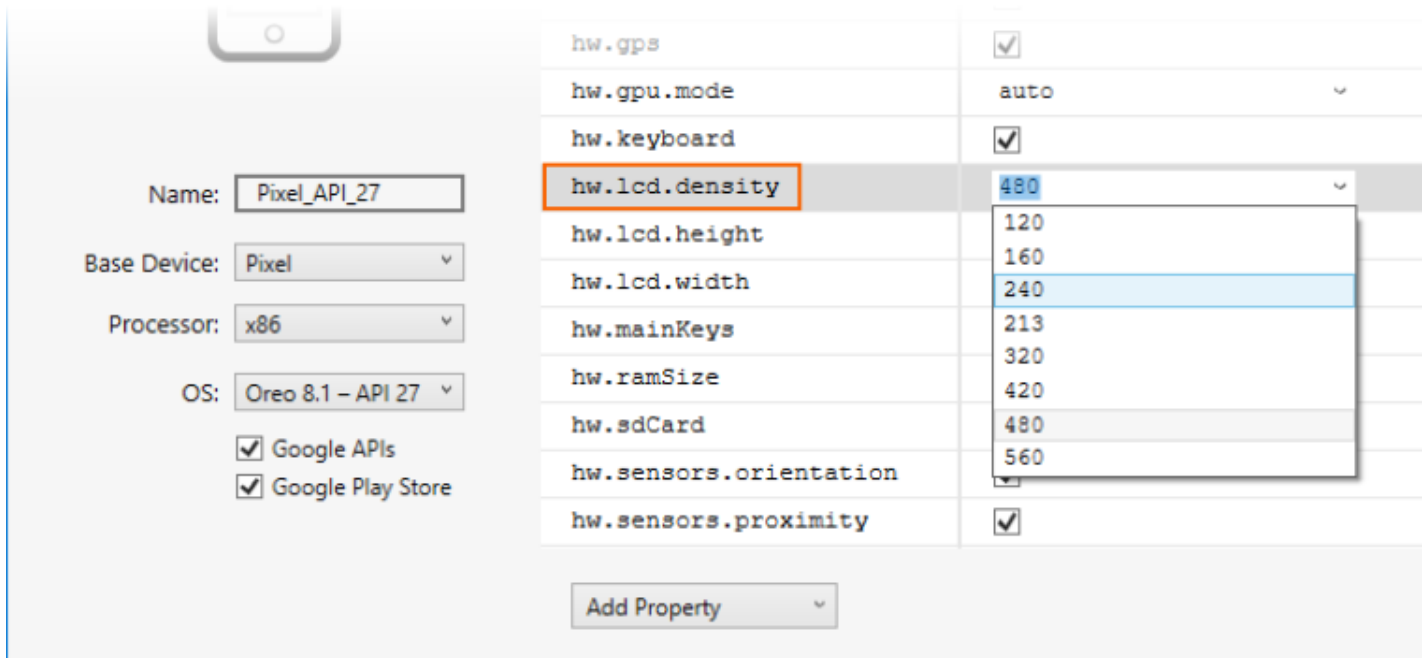 hw.gps
hw.gpu.mode auto
hw.keyboard
Name: Pixel_API_27
hw.lcd.density 480
120
hw.lcd.height
160
Base Device: Pixel
hw.lcd.width
240
Processor: x86
hw.mainKeys
213
320
OS: Oreo 8.1 – API 27
hw.ramSize
420
hw.sdCard
480
Google APIs
560
hw.sensors.orientation
Google Play Store
hw.sensors.proximity
Add Property